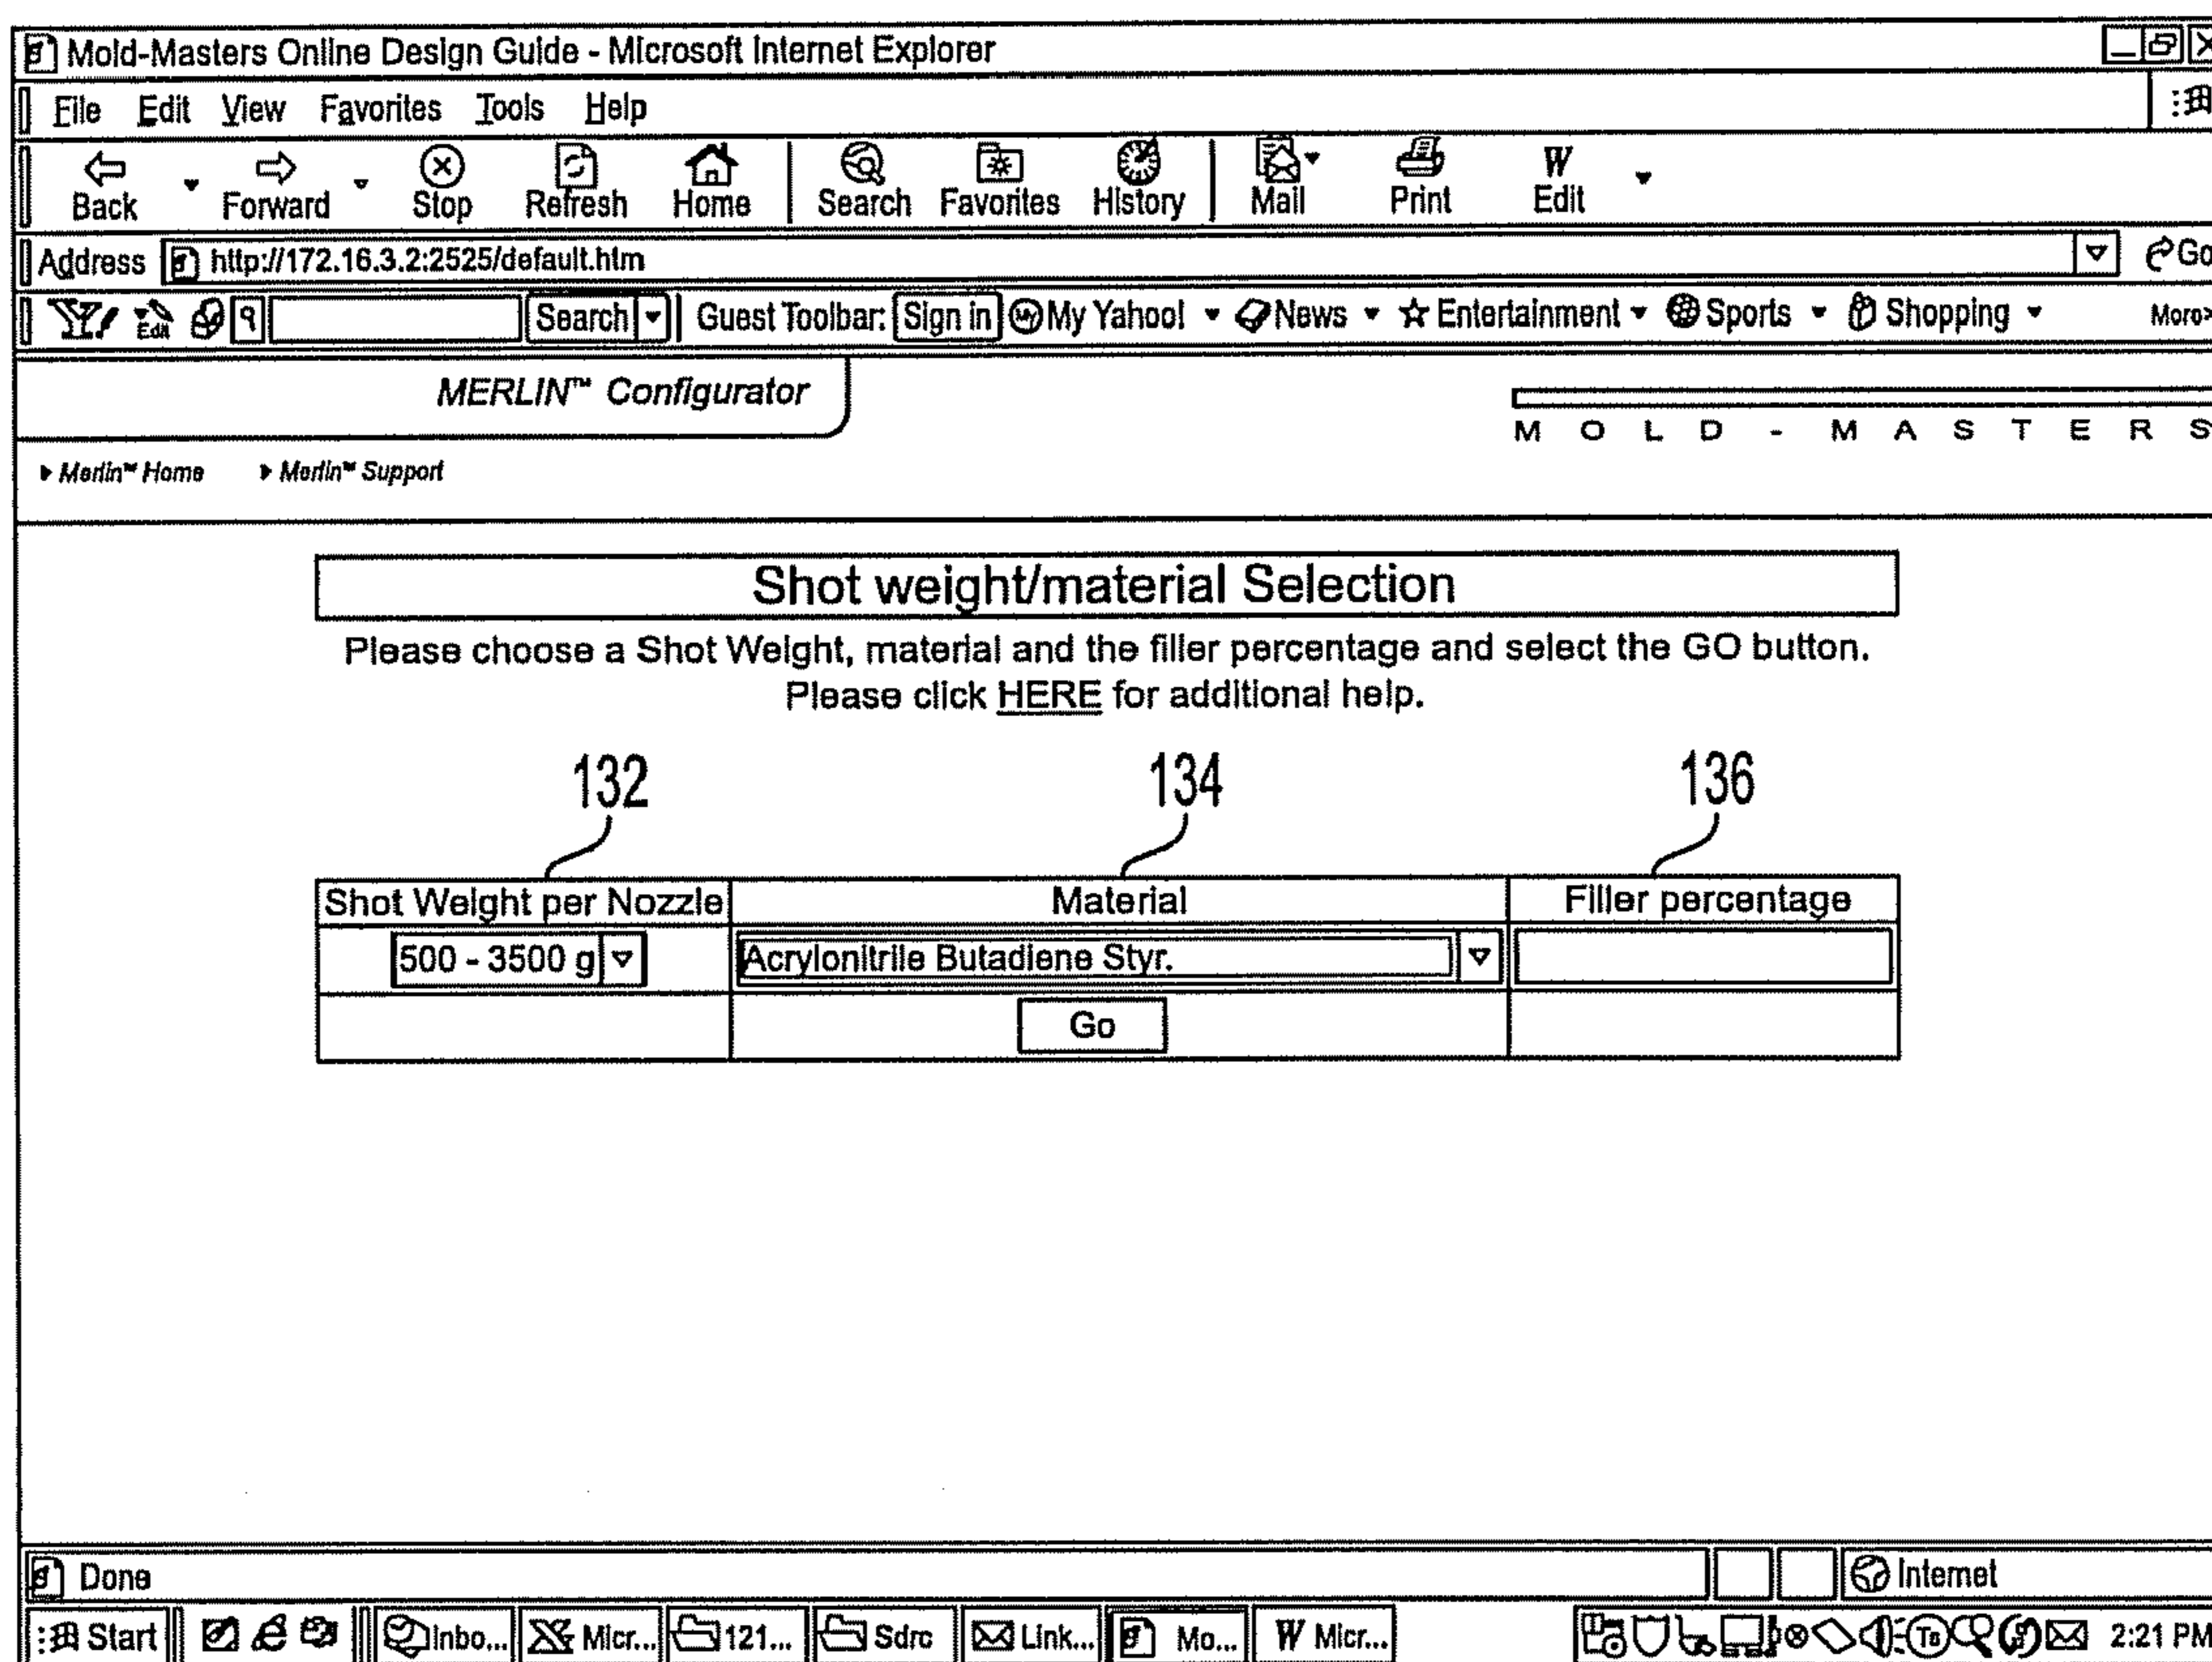 Mold-Masters Online Design Guide - Microsoft Internet Explorer
File Edit View Favorites Tools Help
Back Forward Stop Refresh Home Search Favorites History Mail Print Edit
Address http://172.16.3.2:2525/default.htm Go
Edit Search Guest Toolbar: Sign in My Yahoo! News Entertainment Sports Shopping More>
MERLIN™ Configurator
MOLD-MASTERS
Merlin™ Home Merlin™ Support
Shot weight/material Selection
Please choose a Shot Weight, material and the filler percentage and select the GO button.
Please click HERE for additional help.
132 134 136
Shot Weight per Nozzle Material Filler percentage
500 - 3500 g Acrylonitrile Butadiene Styr.
Go
Done Internet
Start Inbo... Micr... 121... Sdrc Link... Mo... W Micr... 2:21 PM